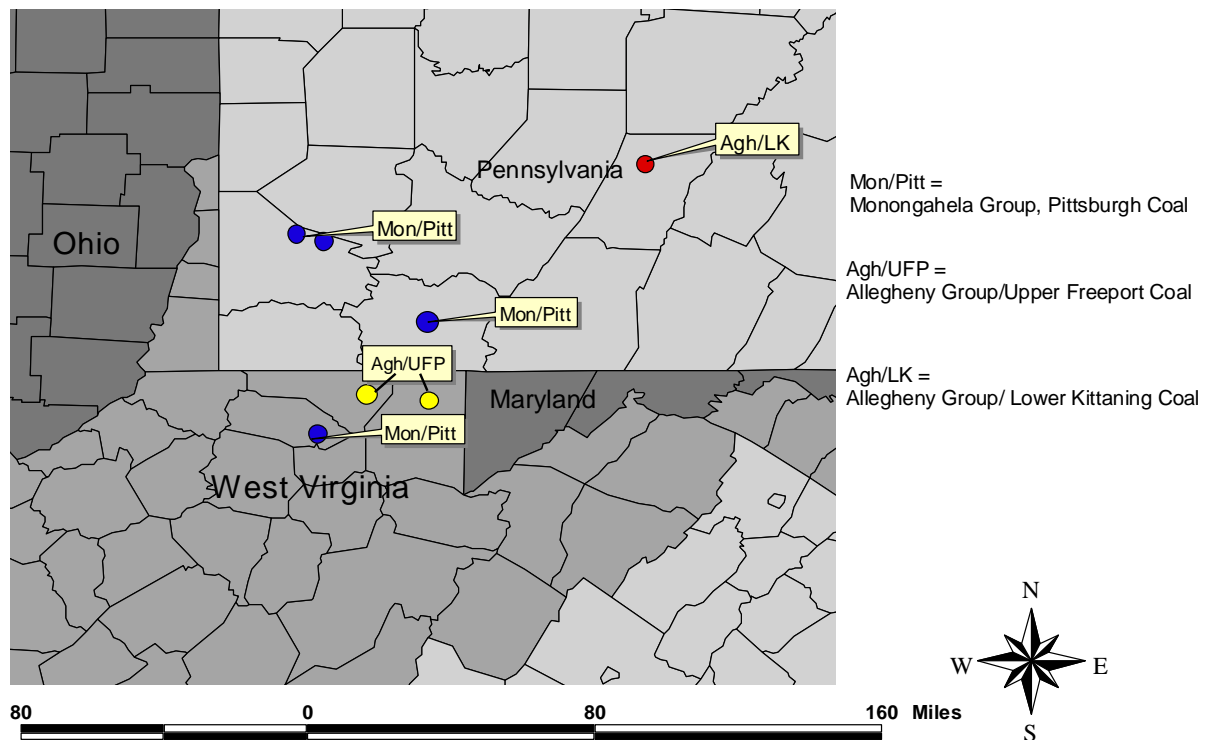 Agh/LK
Pennsylvania
Mon/Pitt =
Monongahela Group, Pittsburgh Coal
Mon/Pitt
Ohio
Agh/UFP =
Allegheny Group/Upper Freeport Coal
Mon/Pitt
Agh/UFP
Agh/LK =
Allegheny Group/ Lower Kittaning Coal
Maryland
Mon/Pitt
West Virginia
N
W
E
S
80
0
80
160 Miles